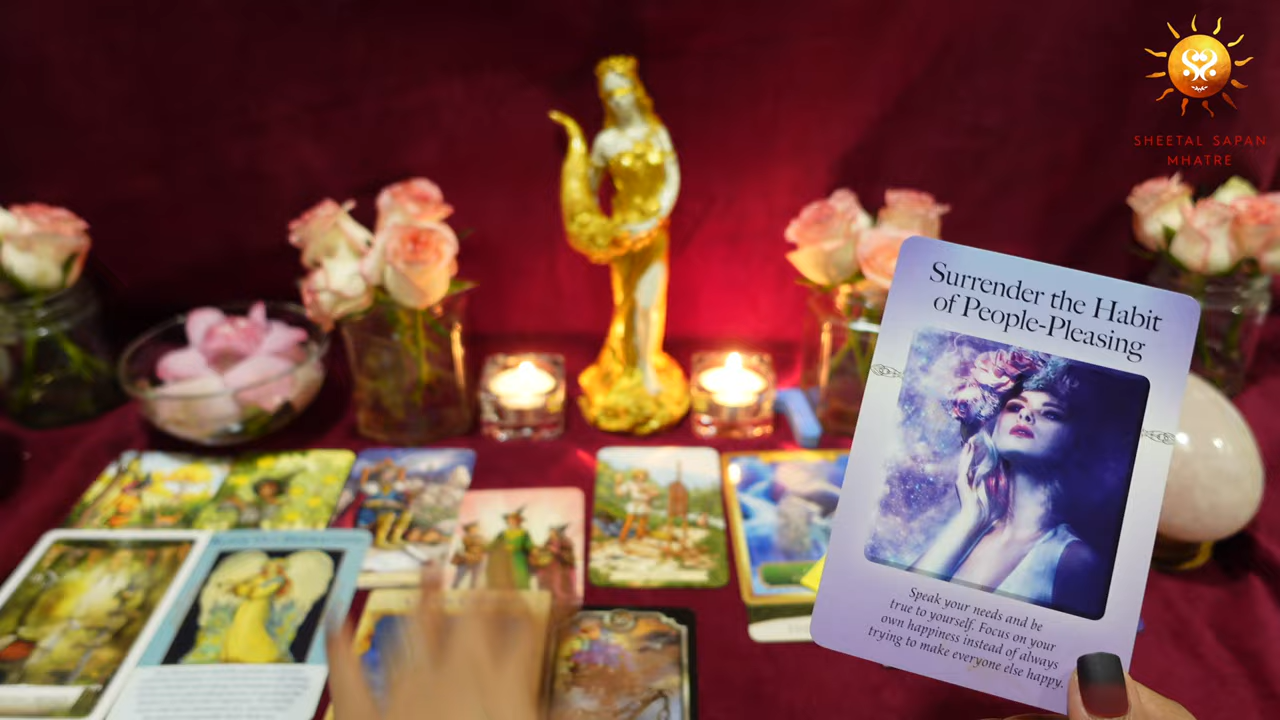 SHEETAL SAPAN
MHATRE
Surrender the Habit
of People-Pleasing
Speak your needs and be
true to yourself. Focus on your
own happiness instead of always
trying to make everyone else happy.